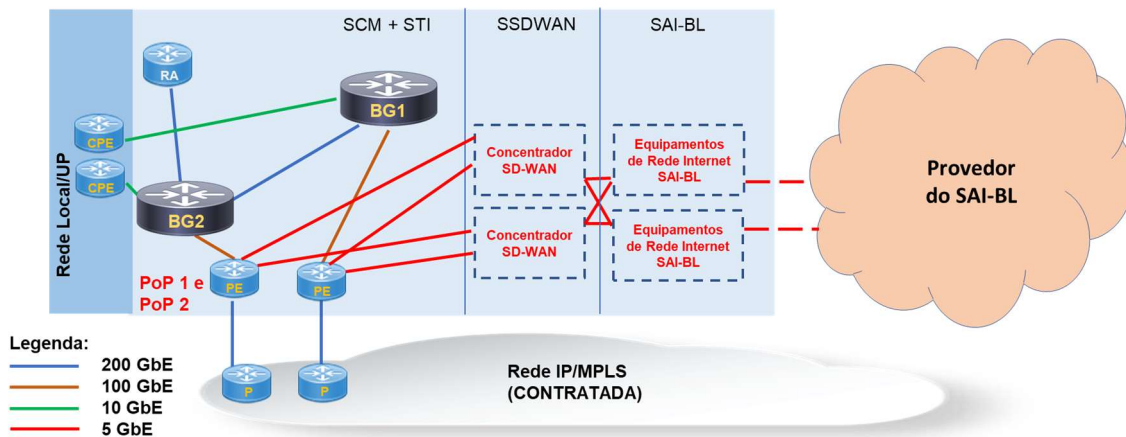 SCM + STI
SSDWAN
SAI-BL
RA
BG1
CPE
CPE
BG2
Rede Local/UP
Concentrador
SD-WAN
Equipamentos
de Rede Internet
SAI-BL
Concentrador
SD-WAN
Equipamentos
de Rede Internet
SAI-BL
Provedor
do SAI-BL
PoP 1 e
PoP 2
PE
PE
Legenda:
200 GbE
100 GbE
10 GbE
5 GbE
P
P
Rede IP/MPLS
(CONTRATADA)